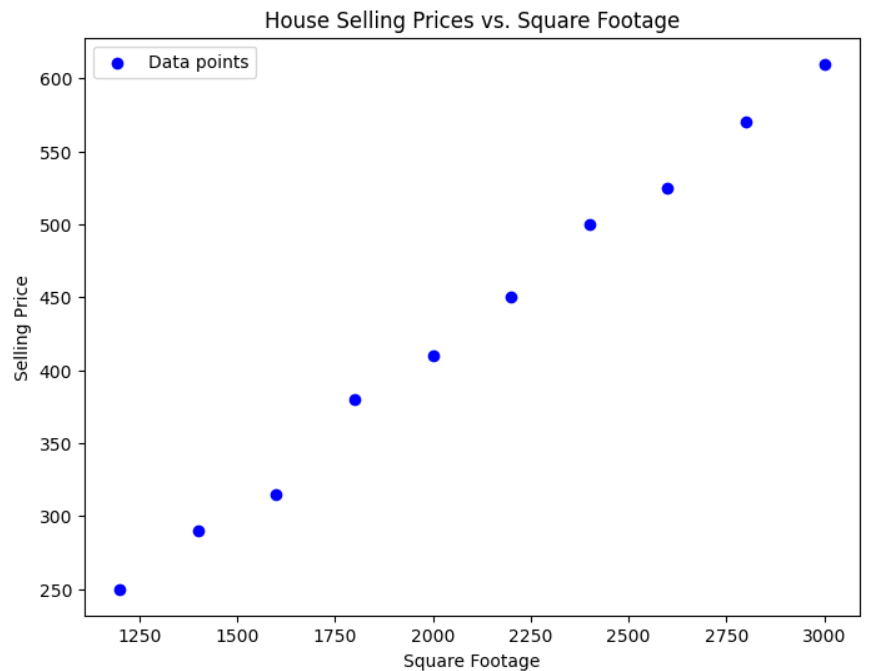 House Selling Prices vs. Square Footage
Data points
600
550
500
450
400
350
300
250
Selling Price
1250 1500 1750 2000 2250 2500 2750 3000
Square Footage